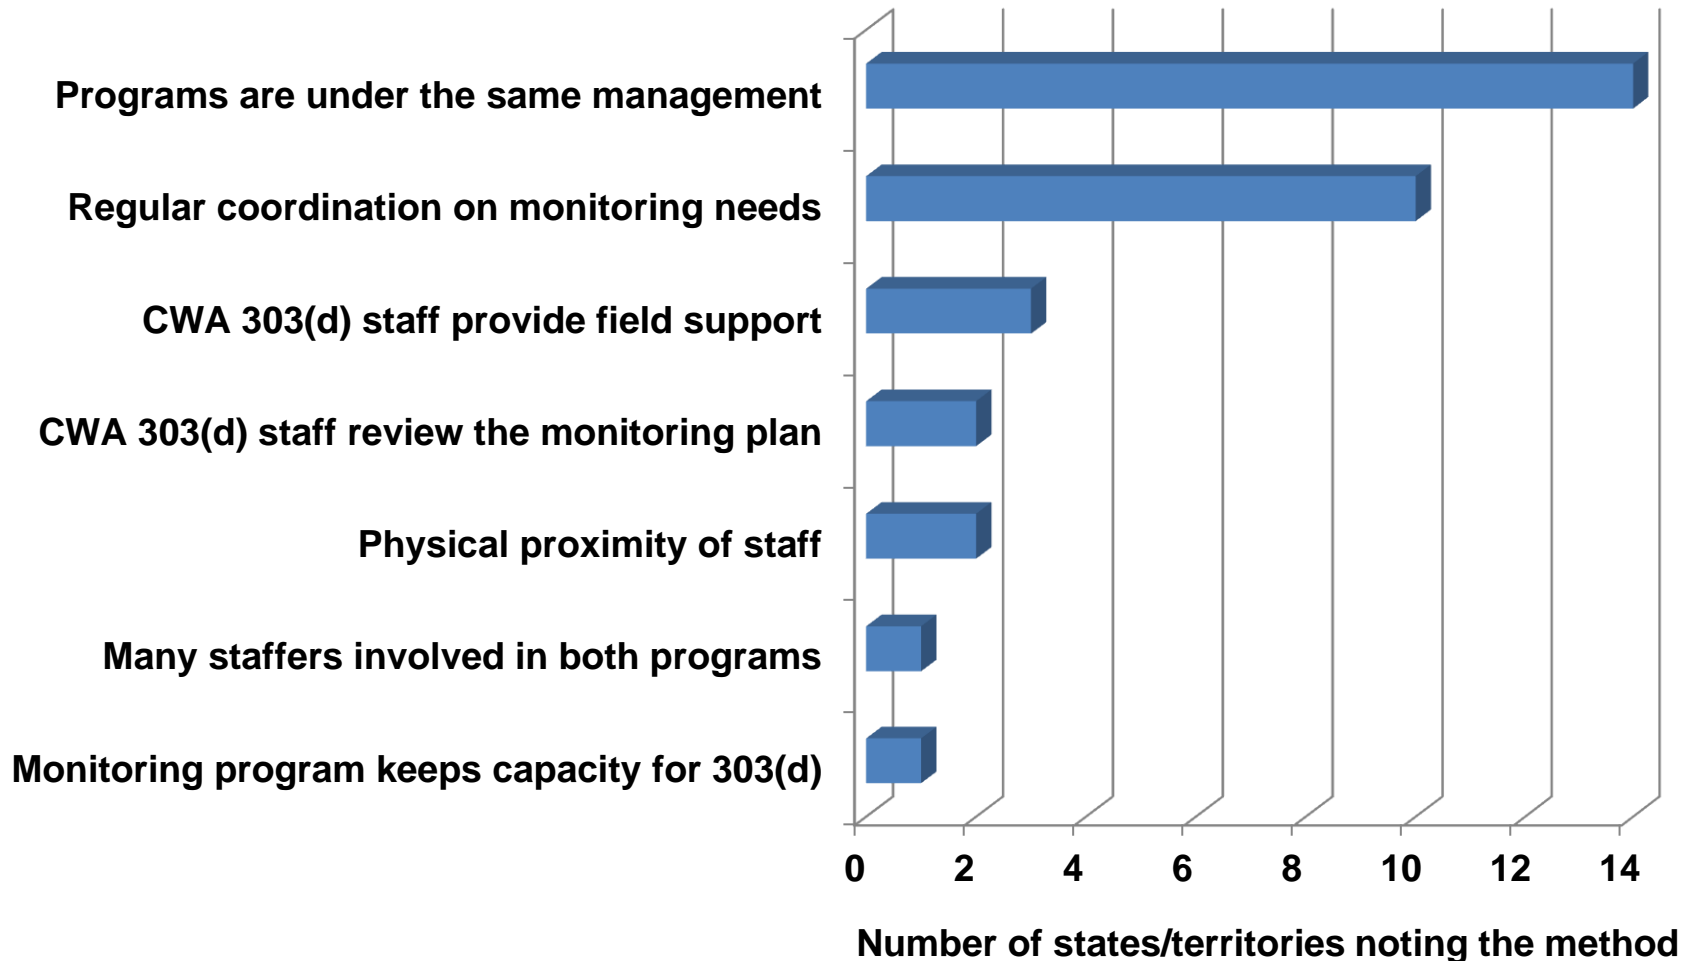 Programs are under the same management
Regular coordination on monitoring needs
CWA 303(d) staff provide field support
CWA 303(d) staff review the monitoring plan
Physical proximity of staff
Many staffers involved in both programs
Monitoring program keeps capacity for 303(d)
0 2 4 6 8 10 12 14
Number of states/territories noting the method